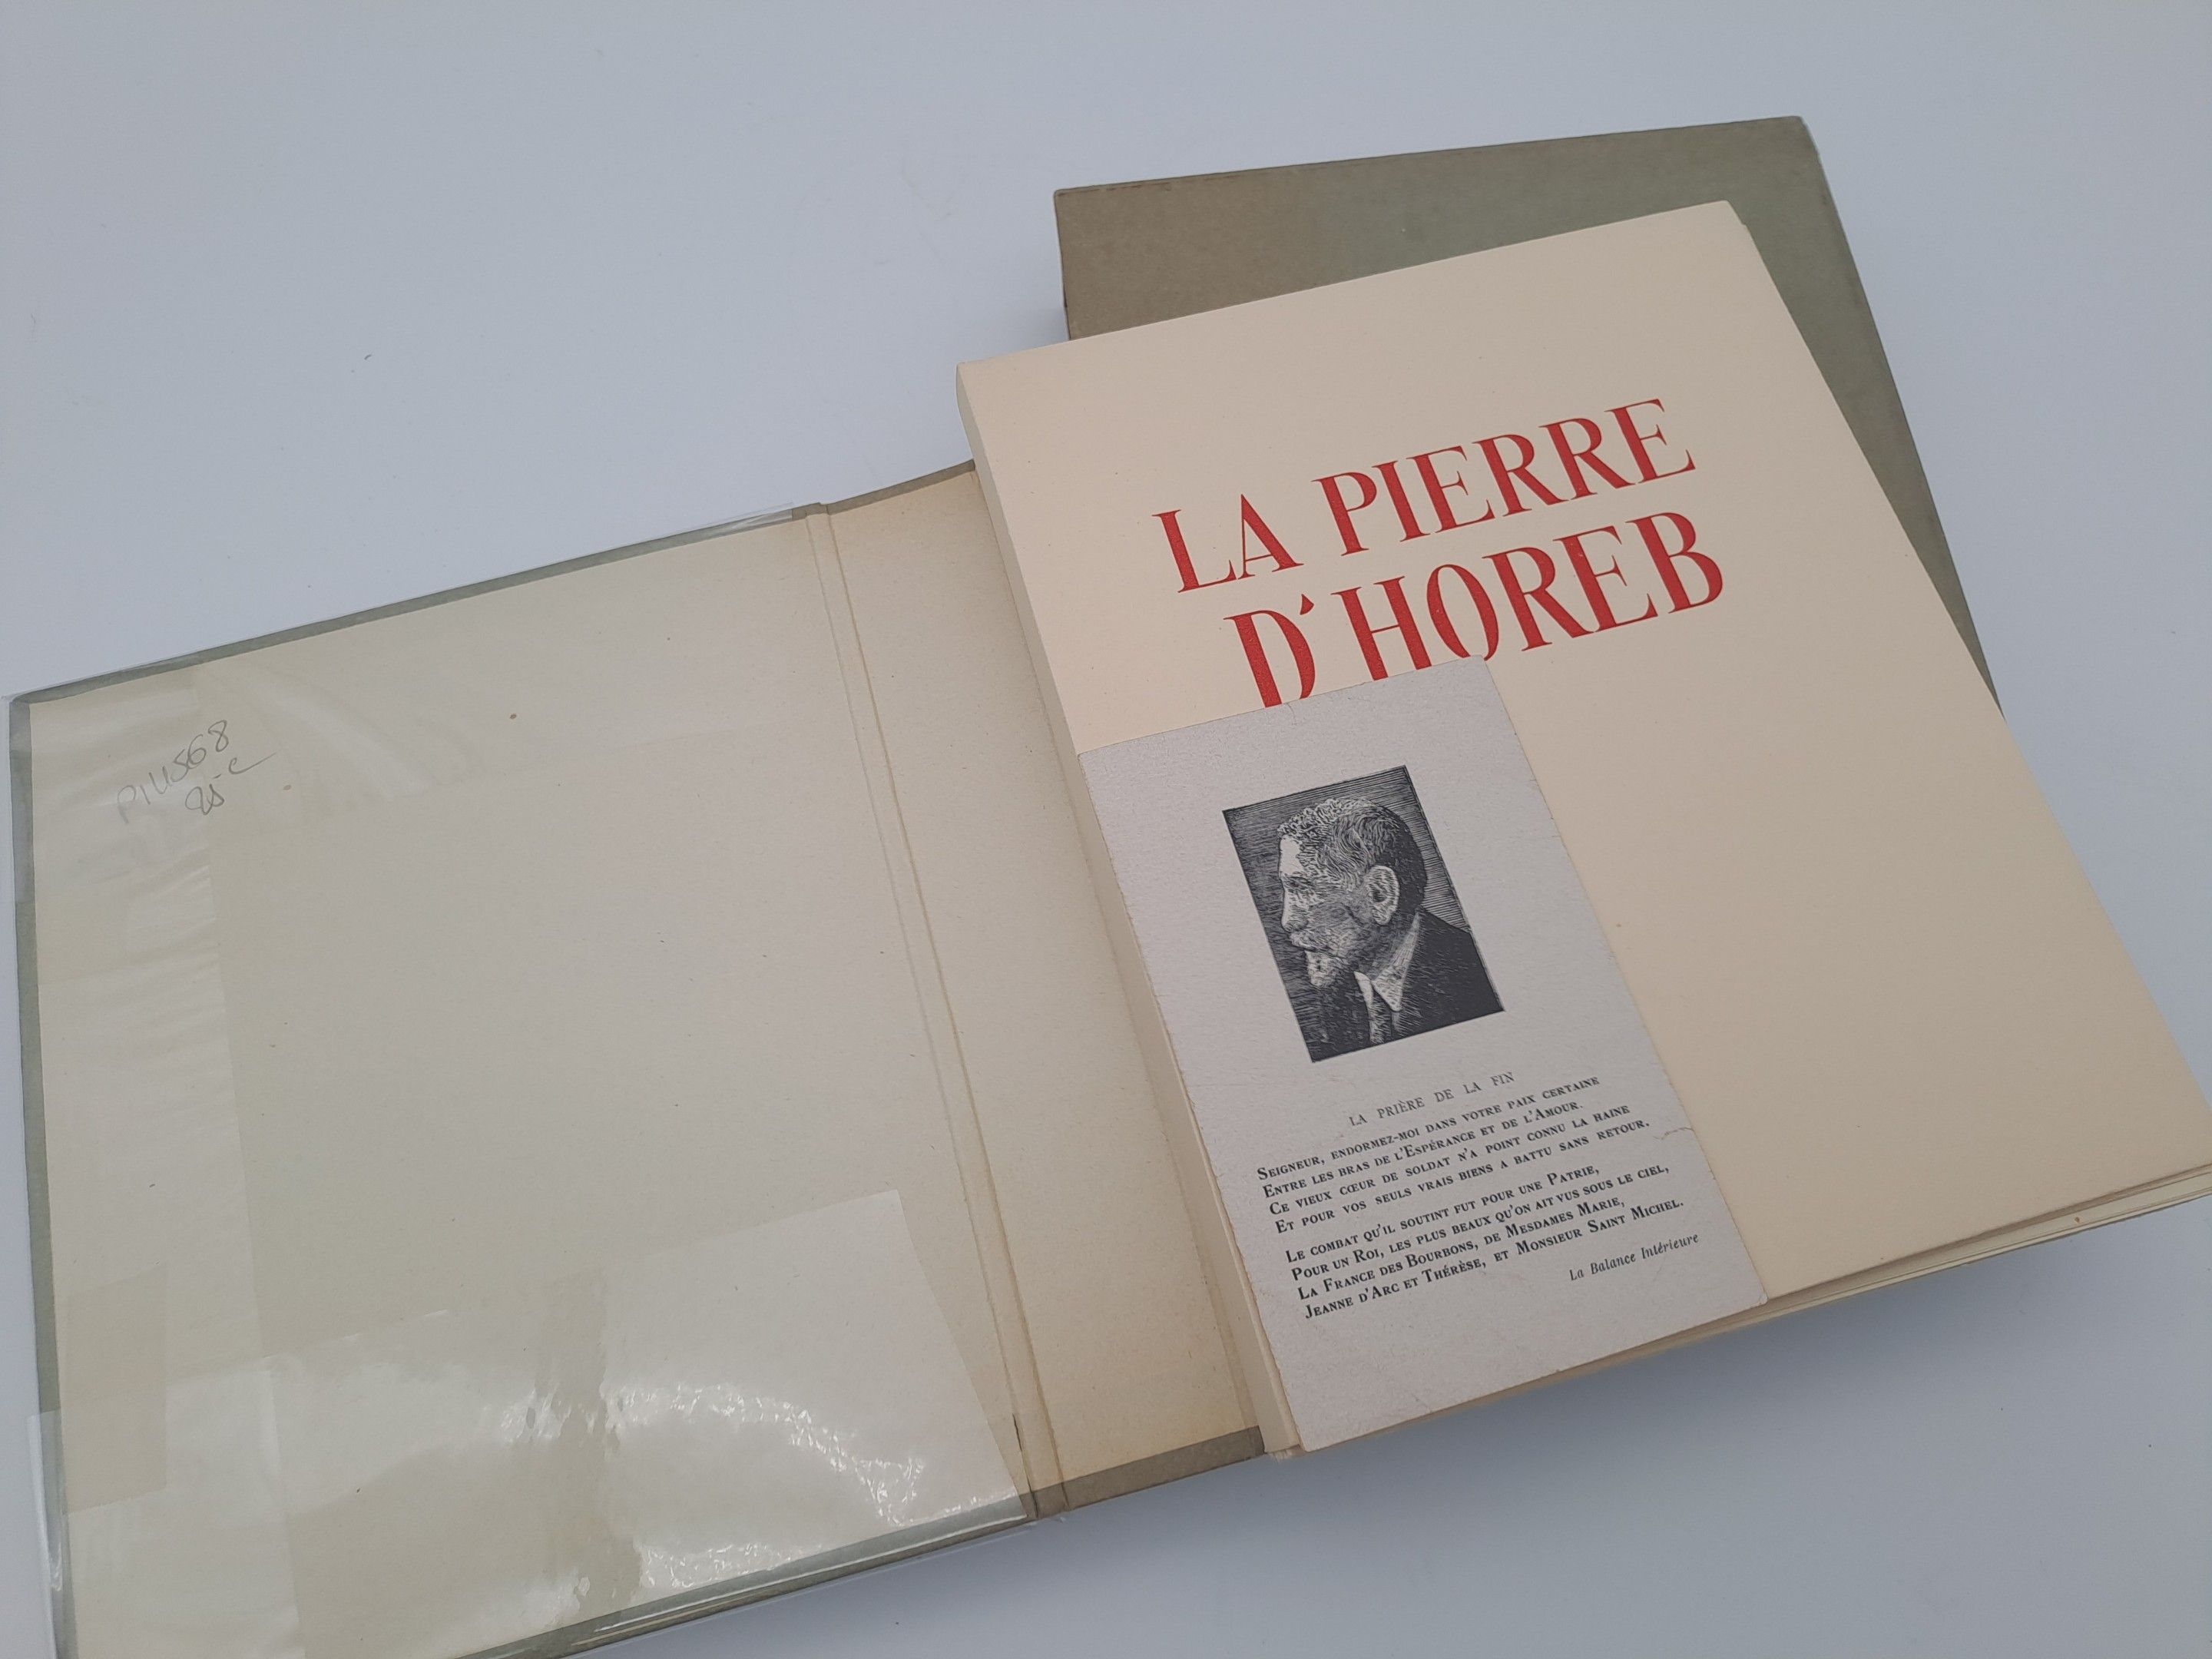 LA PIERRE
D'HOREB
LA PRIÈRE DE LA FIN
SEIGNEUR, ENDORMEZ-MOI DANS VOTRE PAIX CERTAINE
ENTRE LES BRAS DE L'ESPÉRANCE ET DE L'AMOUR.
CE VIEUX CŒUR DE SOLDAT N'A POINT CONNU LA HAINE
ET POUR VOS SEULS VRAIS BIENS A BATTU SANS RETOUR.
LE COMBAT QU'IL SOUTINT FUT POUR UNE PATRIE,
POUR UN ROI, LES PLUS BEAUX QU'ON AIT VUS SOUS LE CIEL,
LA FRANCE DES BOURBONS, DE MESDAMES MARIE,
JEANNE D'ARC ET THÉRÈSE, ET MONSIEUR SAINT MICHEL.
La Balance Intérieure